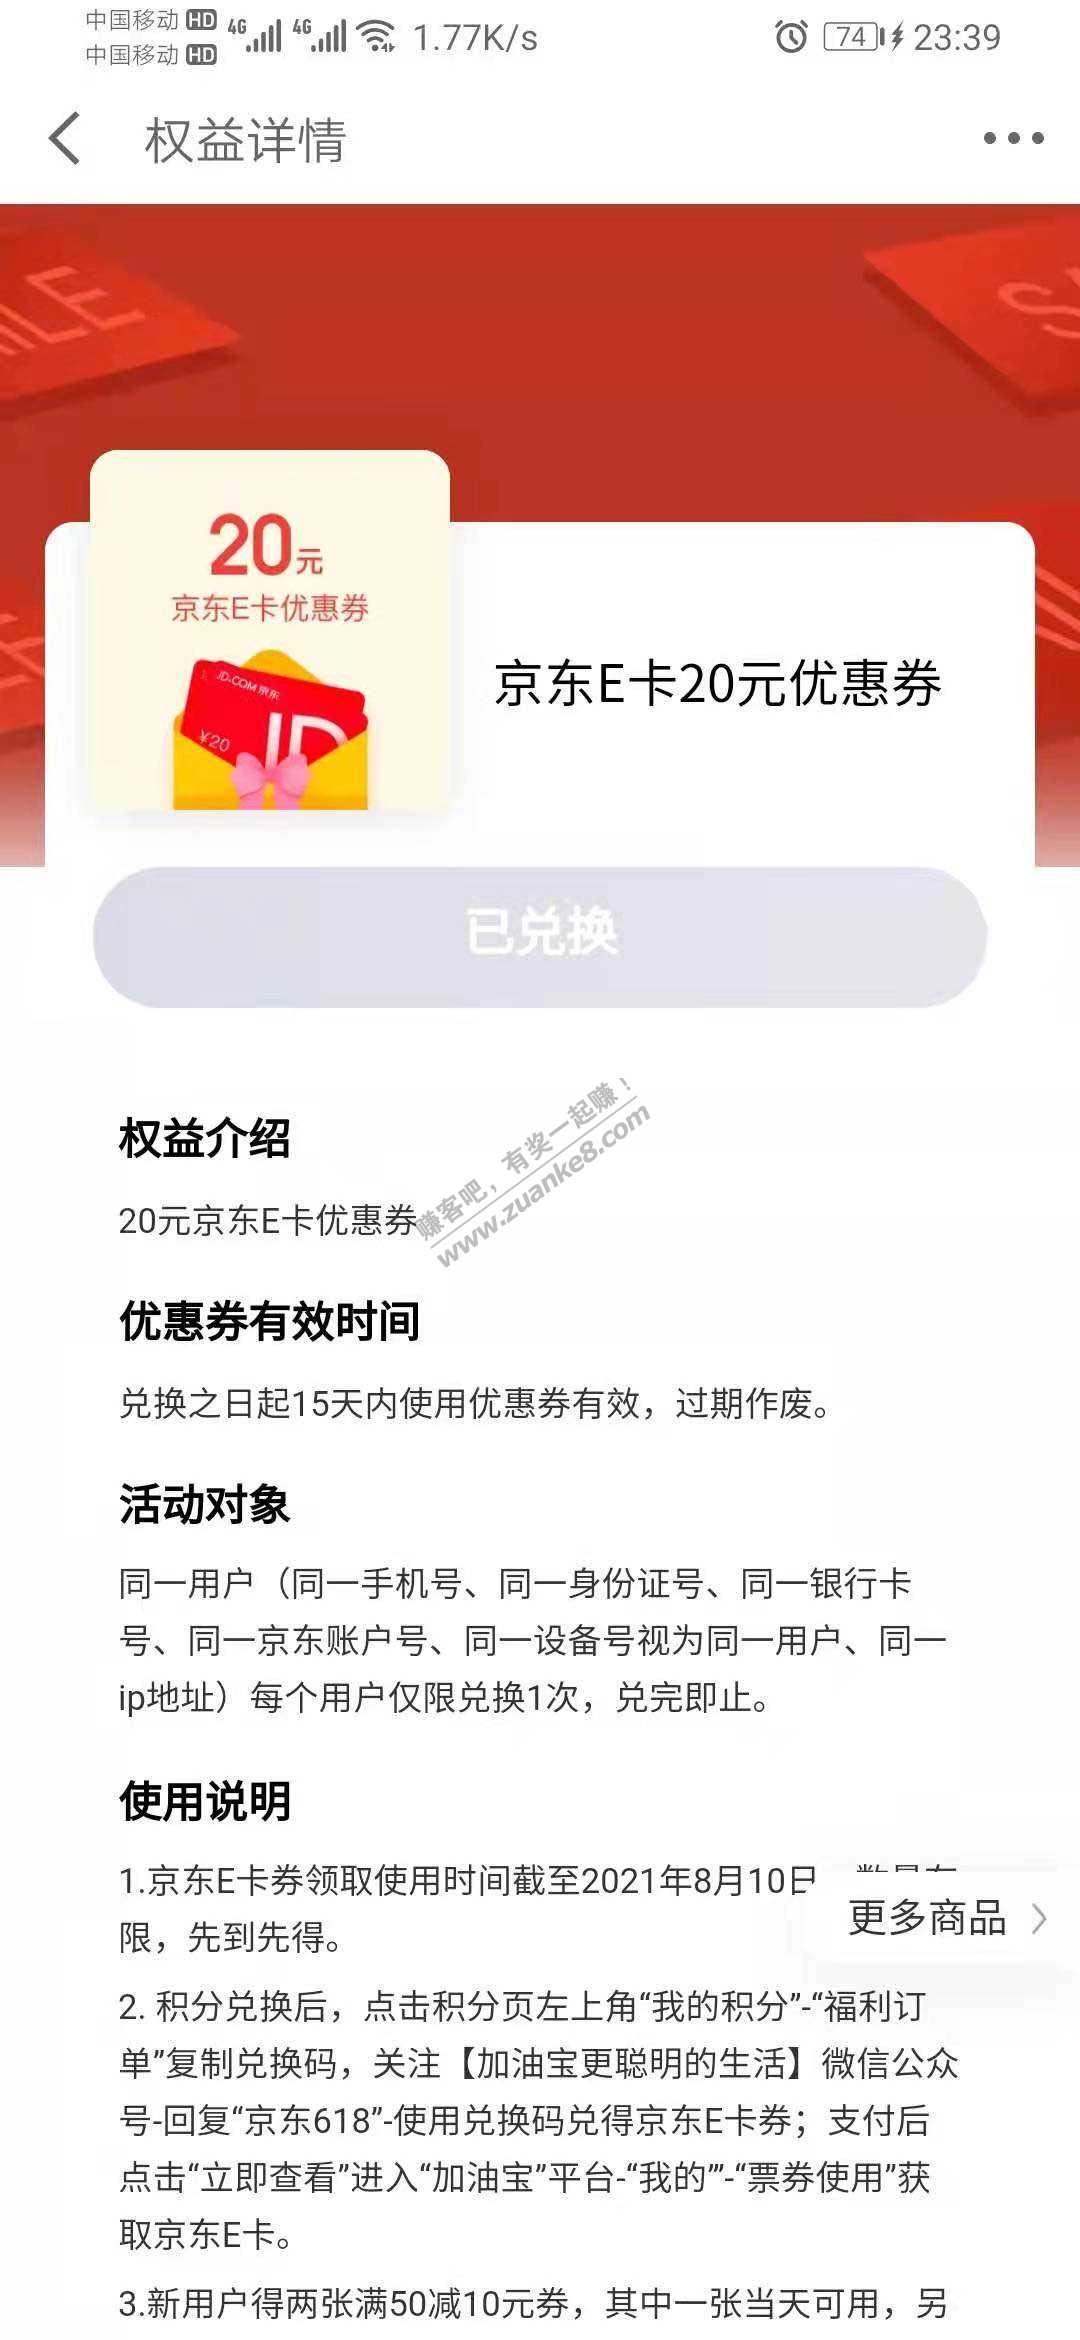 中国移动 HD 4G 4G 1.77K/s 74 23:39
中国移动 HD
权益详情
20元
京东E卡优惠券
JD.COM 京东
¥20
JD
京东E卡20元优惠券
已兑换
赚客吧，有奖一起赚！
www.zuanke8.com
权益介绍
20元京东E卡优惠券
优惠券有效时间
兑换之日起15天内使用优惠券有效，过期作废。
活动对象
同一用户（同一手机号、同一身份证号、同一银行卡
号、同一京东账户号、同一设备号视为同一用户、同一
ip地址）每个用户仅限兑换1次，兑完即止。
使用说明
1.京东E卡券领取使用时间截至2021年8月10日
限，先到先得。
更多商品
2. 积分兑换后，点击积分页左上角“我的积分”-“福利订
单”复制兑换码，关注【加油宝更聪明的生活】微信公众
号-回复“京东618”-使用兑换码兑得京东E卡券；支付后
点击“立即查看”进入“加油宝”平台-“我的””-“票券使用”获
取京东E卡。
3.新用户得两张满50减10元券，其中一张当天可用，另